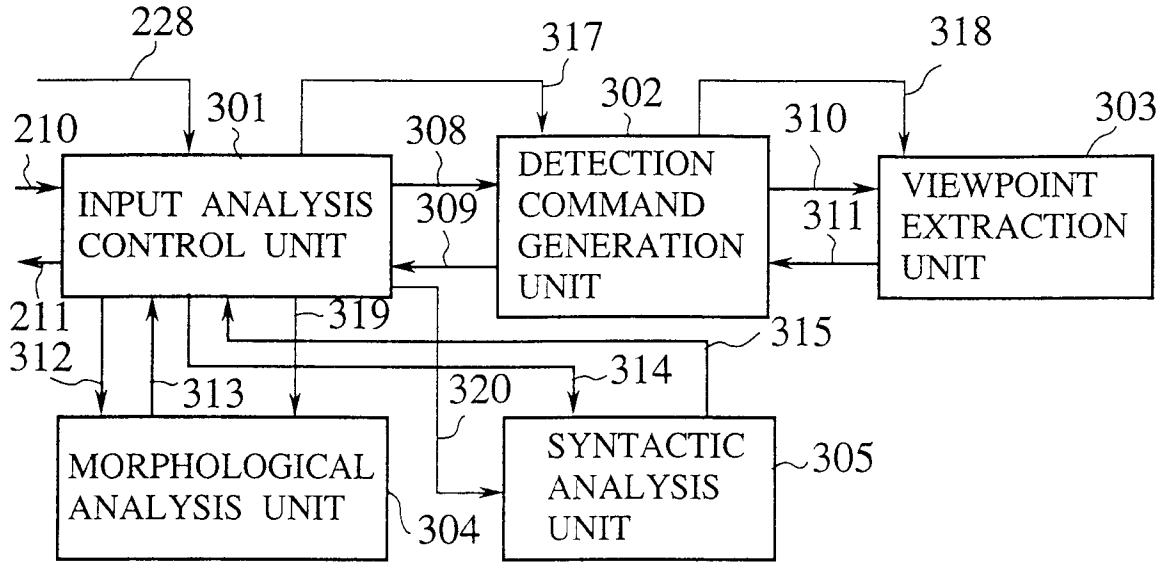 228
317
318
301
302
303
210
308
310
INPUT ANALYSIS
CONTROL UNIT
309
DETECTION
COMMAND
GENERATION
UNIT
311
VIEWPOINT
EXTRACTION
UNIT
211
319
315
312
313
320
314
MORPHOLOGICAL
ANALYSIS UNIT
304
SYNTACTIC
ANALYSIS
UNIT
305